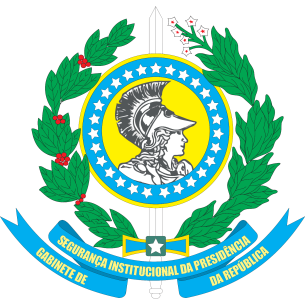 GABINETE DE
SEGURANÇA INSTITUCIONAL DA PRESIDÊNCIA
DA REPÚBLICA